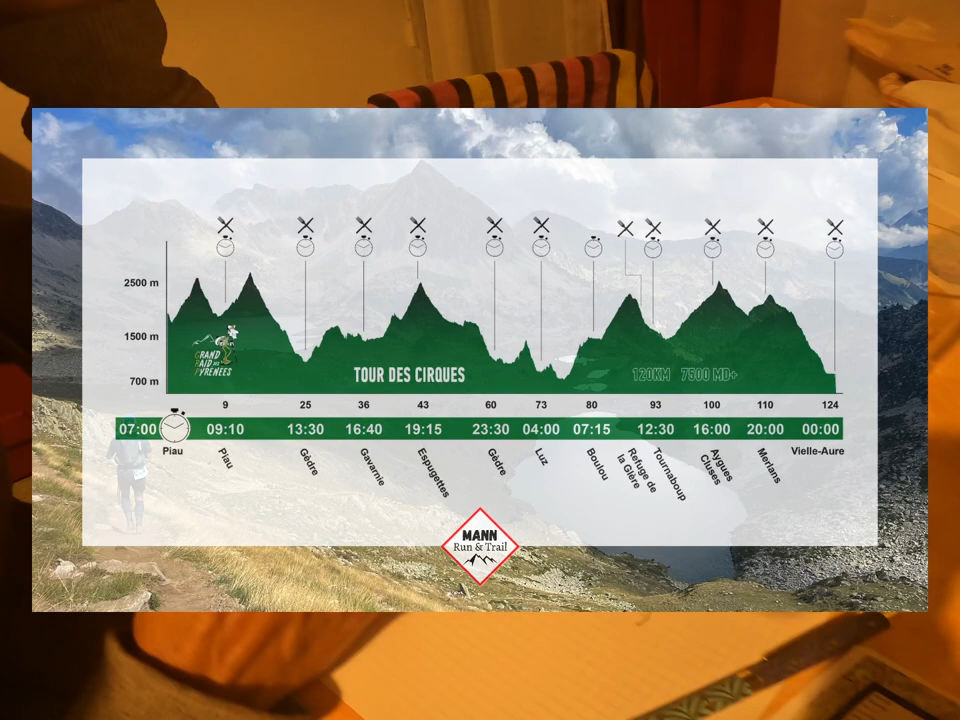 2500 m
1500 m
700 m
GRAND
RAID DES
PYRENEES
TOUR DES CIRQUES
120KM 7500 MD+
9 25 36 43 60 73 80 93 100 110 124
07:00 09:10 13:30 16:40 19:15 23:30 04:00 07:15 12:30 16:00 20:00 00:00
Piau
Piau
Gèdre
Gavarnie
Espugettes
Gèdre
Luz
Boulou
Refuge de
la Glère
Tournaboup
Aygues
Cluses
Merlans
Vielle-Aure
MANN
Run & Trail